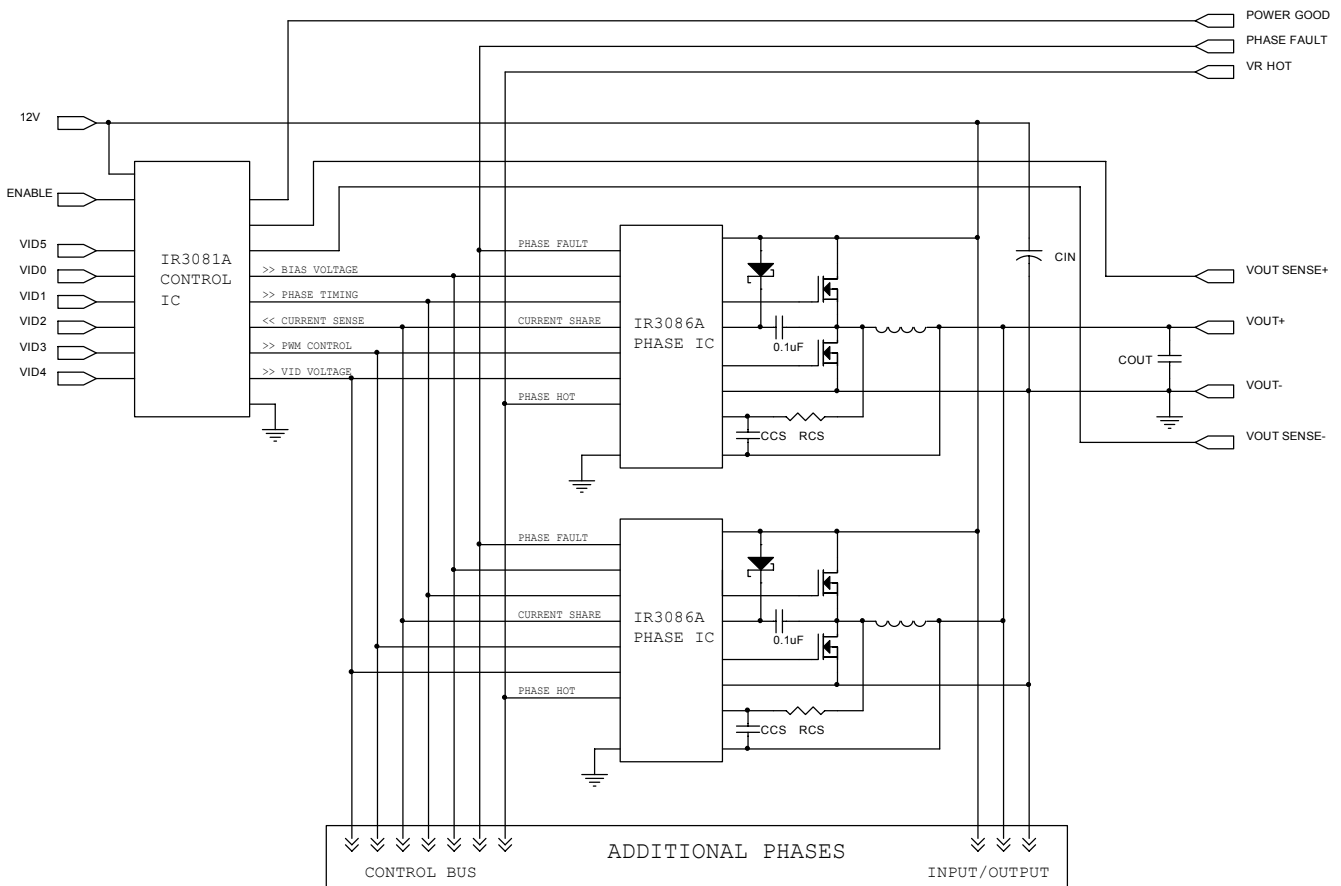 POWER GOOD
PHASE FAULT
VR HOT
12V
ENABLE
VID5
VID0
VID1
VID2
VID3
VID4
IR3081A
CONTROL
IC
>> BIAS VOLTAGE
>> PHASE TIMING
<< CURRENT SENSE
>> PWM CONTROL
>> VID VOLTAGE
PHASE FAULT
CURRENT SHARE
PHASE HOT
IR3086A
PHASE IC
0.1uF
CCS
RCS
CIN
COUT
VOUT SENSE+
VOUT+
VOUT-
VOUT SENSE-
PHASE FAULT
CURRENT SHARE
PHASE HOT
IR3086A
PHASE IC
0.1uF
CCS
RCS
ADDITIONAL PHASES
CONTROL BUS
INPUT/OUTPUT